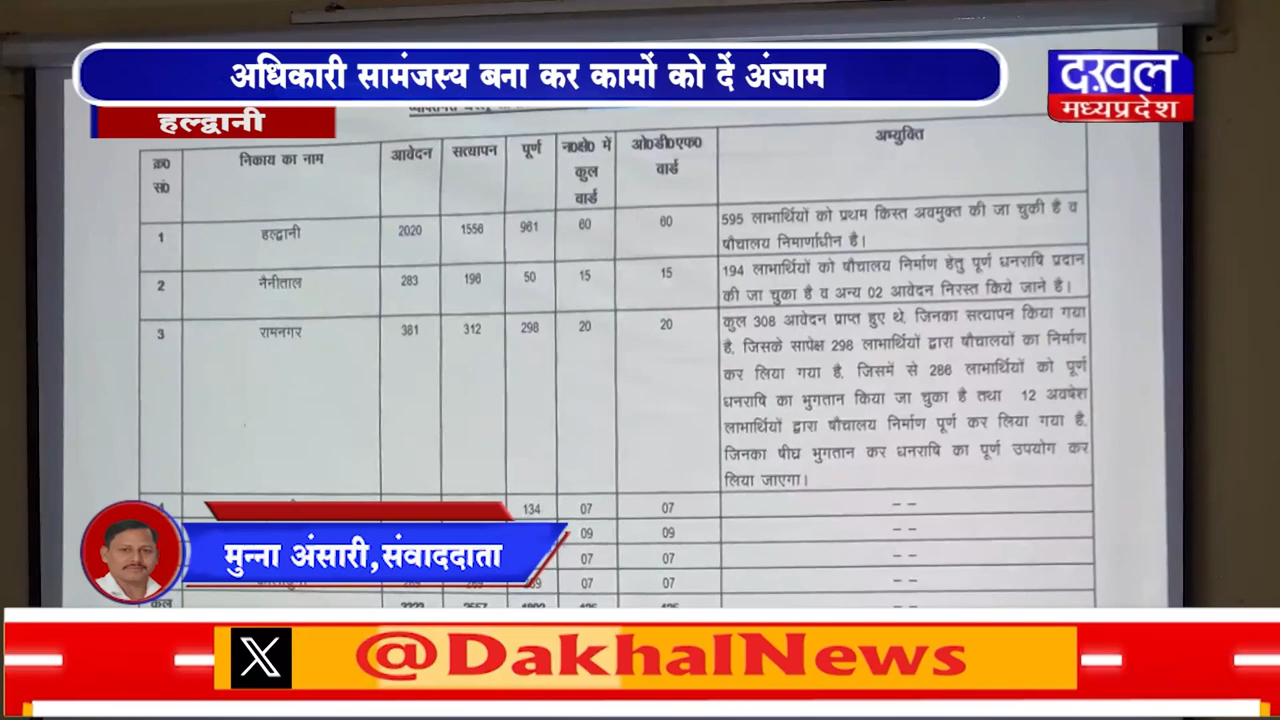 अधिकारी सामंजस्य बना कर कामों को दें अंजाम
दख़ल
मध्यप्रदेश
हल्द्वानी
क्र0 सं0 निकाय का नाम आवेदन सत्यापन पूर्ण न0क्षे0 में कुल वार्ड ओ0डी0एफ0 वार्ड अभ्युक्ति
1 हल्द्वानी 2020 1556 961 60 60 595 लाभार्थियों को प्रथम किस्त अवमुक्त की जा चुकी है व
षौचालय निमार्णाधीन है।
2 नैनीताल 283 196 50 15 15 194 लाभार्थियों को षौचालय निर्माण हेतु पूर्ण धनराषि प्रदान
की जा चुका है व अन्य 02 आवेदन निरस्त किये जाने है।
3 रामनगर 381 312 298 20 20 कुल 308 आवेदन प्राप्त हुए थे, जिनका सत्यापन किया गया
है, जिसके सापेक्ष 298 लाभार्थियों द्वारा षौचालयों का निर्माण
कर लिया गया है, जिसमें से 286 लाभार्थियों को पूर्ण
धनराषि का भुगतान किया जा चुका है तथा 12 अवषेश
लाभार्थियों द्वारा षौचालय निर्माण पूर्ण कर लिया गया है,
जिनका षीघ्र भुगतान कर धनराषि का पूर्ण उपयोग कर
लिया जाएगा।
134 07 07 – –
09 09 – –
07 07 – –
07 07 – –
कुल
मुन्ना अंसारी,संवाददाता
X @DakhalNews